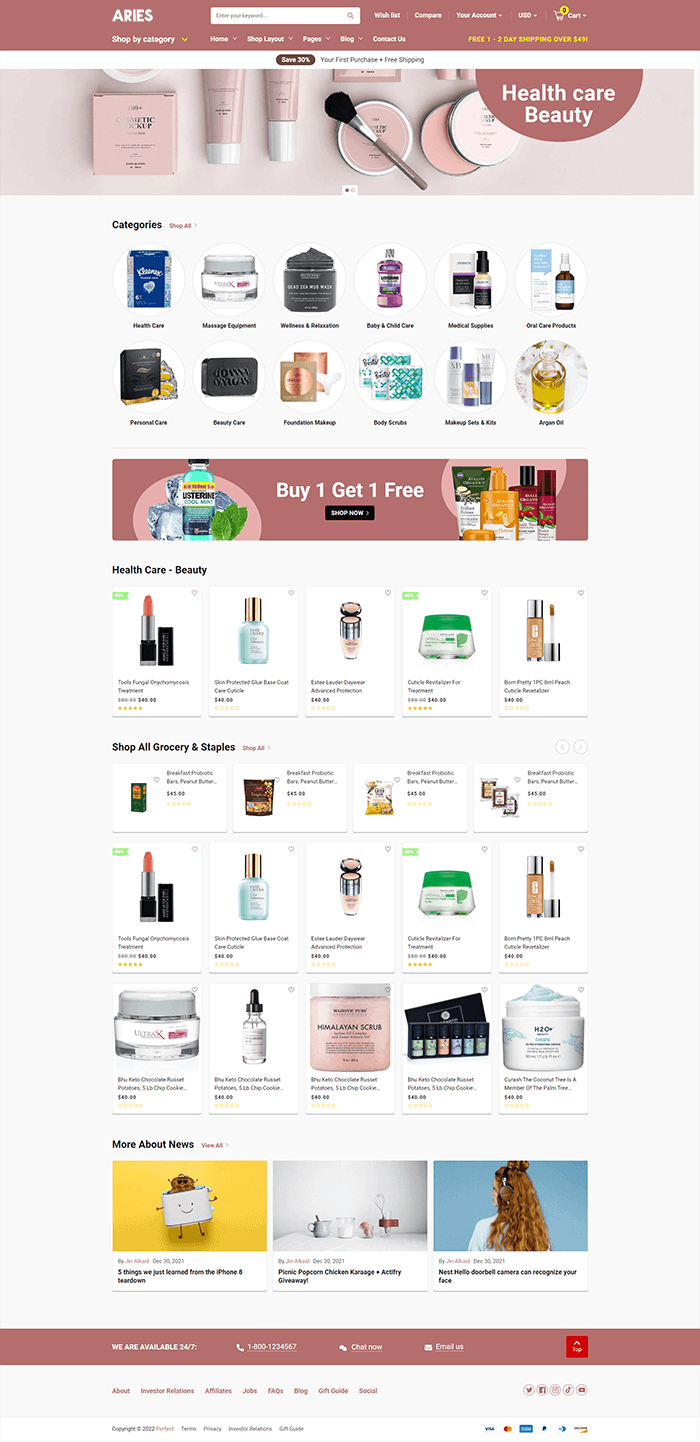 ARIES
Enter your keyword ...
Wish list
Compare
Your Account
USD
0
Cart
Shop by category
Home
Shop Layout
Pages
Blog
Contact Us
FREE 1 - 2 DAY SHIPPING OVER $49!
Save 30%
Your First Purchase + Free Shipping
COSMETIC
MOCKUP
Health care
Beauty
Categories
Shop All
Kleenex
ULTRAX
DEAD SEA MUD MASK
LISTERINE
Health Care
Massage Equipment
Wellness & Relaxation
Baby & Child Care
Medical Supplies
Oral Care Products
Personal Care
Beauty Care
Foundation Makeup
Body Scrubs
Makeup Sets & Kits
Argan Oil
LISTERINE
COOL MINT
Buy 1 Get 1 Free
SHOP NOW
AVALON
ORGANICS
Health Care - Beauty
Tools Fungal Onychomycosis
Treatment
$80.00 $40.00
Skin Protected Glue Base Coat
Care Cuticle
$40.00
Estee Lauder Daywear
Advanced Protection
$40.00
Cuticle Revitalizer For
Treatment
$80.00 $40.00
Born Pretty 1PC 8ml Peach
Cuticle Revetalizer
$40.00
Shop All Grocery & Staples
Shop All
Breakfast Probiotic
Bars, Peanut Butter...
$45.00
Breakfast Probiotic
Bars, Peanut Butter...
$45.00
Breakfast Probiotic
Bars, Peanut Butter...
$45.00
Breakfast Probiotic
Bars, Peanut Butter...
$45.00
Tools Fungal Onychomycosis
Treatment
$80.00 $40.00
Skin Protected Glue Base Coat
Care Cuticle
$40.00
Estee Lauder Daywear
Advanced Protection
$40.00
Cuticle Revitalizer For
Treatment
$80.00 $40.00
Born Pretty 1PC 8ml Peach
Cuticle Revetalizer
$40.00
ULTRAX
MAJESTIC PURE
HIMALAYAN SCRUB
H2O+
OASIS
Bhu Keto Chocolate Russet
Potatoes, 5 Lb Chip Cookie...
$40.00
Bhu Keto Chocolate Russet
Potatoes, 5 Lb Chip Cookie...
$40.00
Bhu Keto Chocolate Russet
Potatoes, 5 Lb Chip Cookie...
$40.00
Bhu Keto Chocolate Russet
Potatoes, 5 Lb Chip Cookie...
$40.00
Curash The Coconut Tree Is A
Member Of The Palm Tree...
$40.00
More About News
View All
By Jin Alkaid Dec 30, 2021
5 things we just learned from the iPhone 8
teardown
By Jin Alkaid Dec 30, 2021
Picnic Popcorn Chicken Karaage + Actifry
Giveaway!
By Jin Alkaid Dec 30, 2021
Nest Hello doorbell camera can recognize your
face
WE ARE AVAILABLE 24/7:
1-800-1234567
Chat now
Email us
Top
About
Investor Relations
Affiliates
Jobs
FAQs
Blog
Gift Guide
Social
Copyright © 2022 Perfect
Terms
Privacy
Investor Relations
Gift Guide
VISA